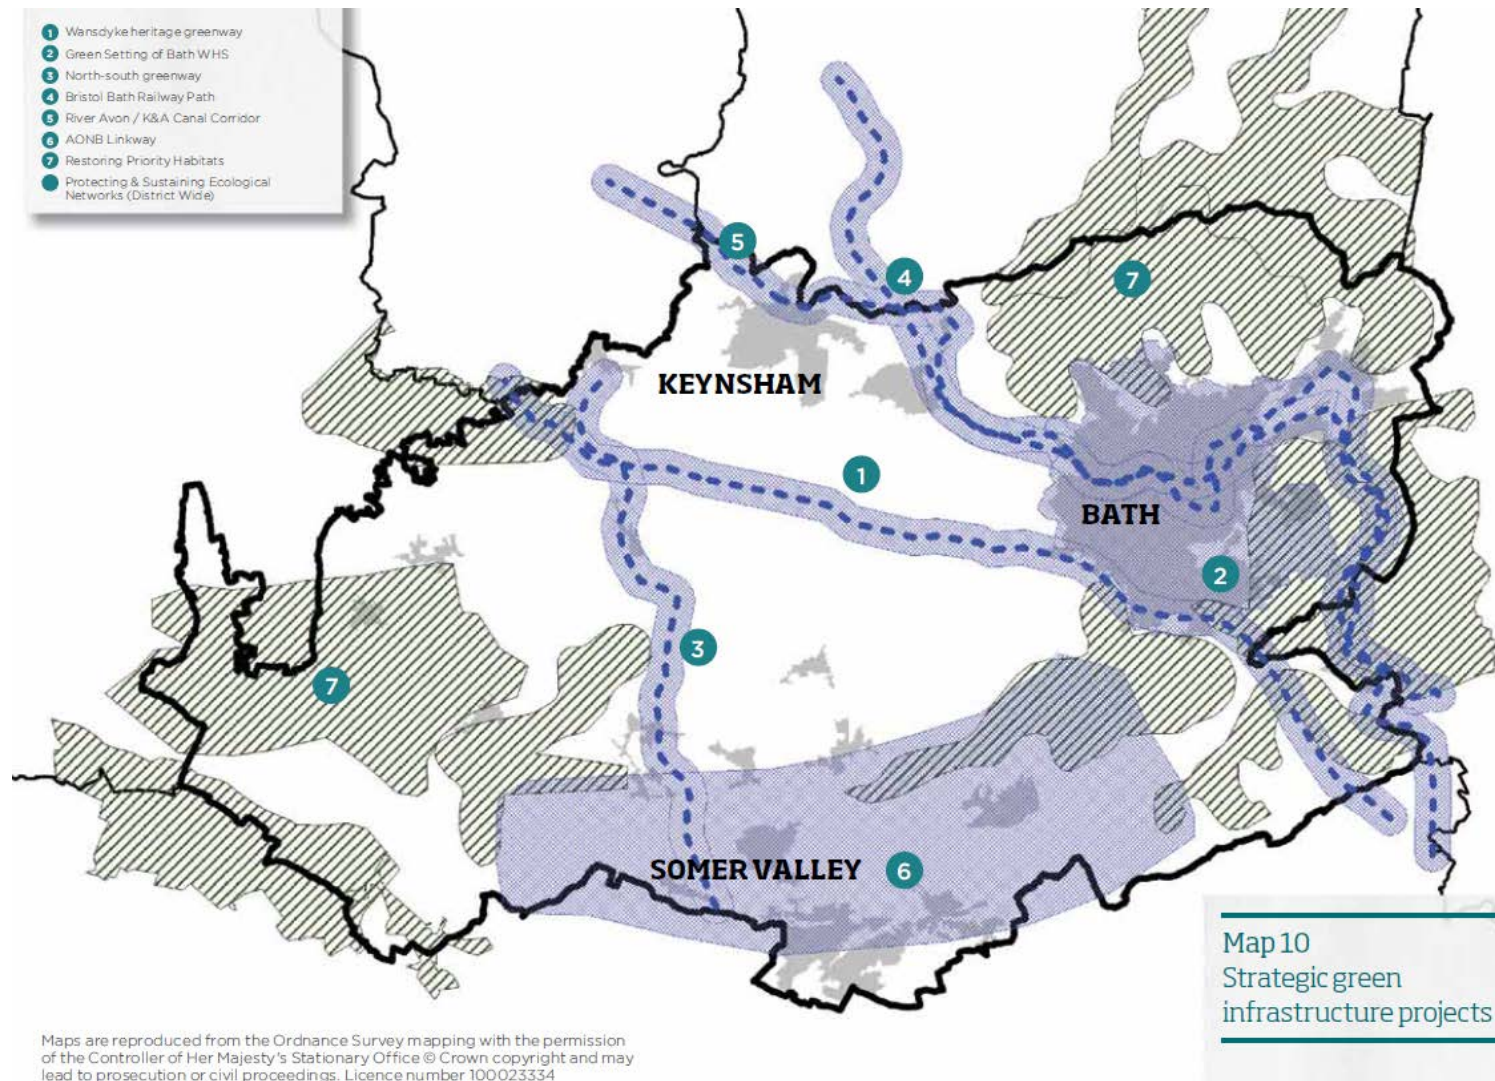 1 Wansdyke heritage greenway
2 Green Setting of Bath WHS
3 North-south greenway
4 Bristol Bath Railway Path
5 River Avon / K&A Canal Corridor
6 AONB Linkway
7 Restoring Priority Habitats
Protecting & Sustaining Ecological
Networks (District Wide)
5
4
7
KEYNSHAM
1
BATH
2
3
7
SOMER VALLEY
6
Map 10
Strategic green
infrastructure projects
Maps are reproduced from the Ordnance Survey mapping with the permission
of the Controller of Her Majesty's Stationary Office © Crown copyright and may
lead to prosecution or civil proceedings. Licence number 100023334